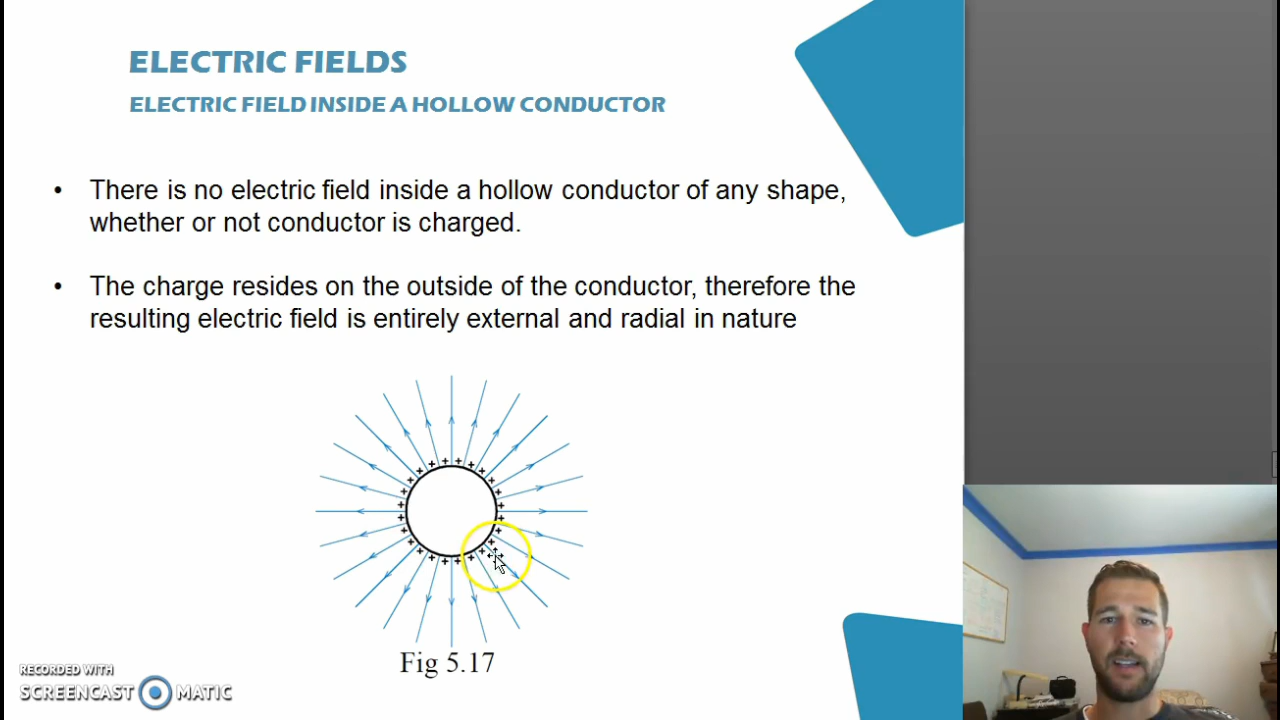 ELECTRIC FIELDS
ELECTRIC FIELD INSIDE A HOLLOW CONDUCTOR
• There is no electric field inside a hollow conductor of any shape,
whether or not conductor is charged.
• The charge resides on the outside of the conductor, therefore the
resulting electric field is entirely external and radial in nature
Fig 5.17
RECORDED WITH
SCREENCAST MATIC